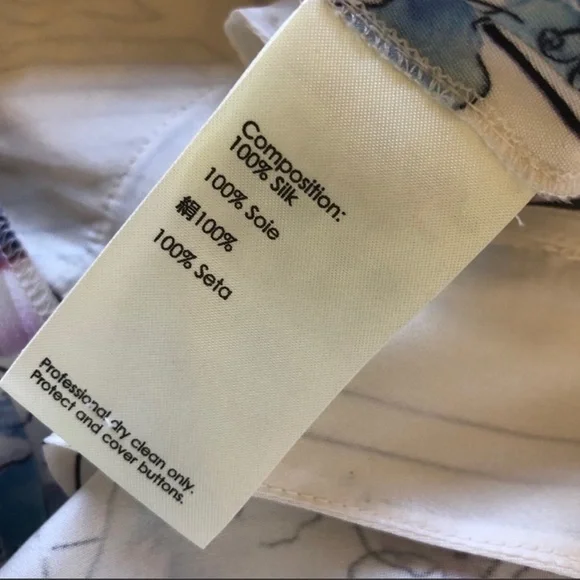 Composition:
100% Silk
100% Soie
絹100%
100% Seta
Professional dry clean only.
Protect and cover buttons.